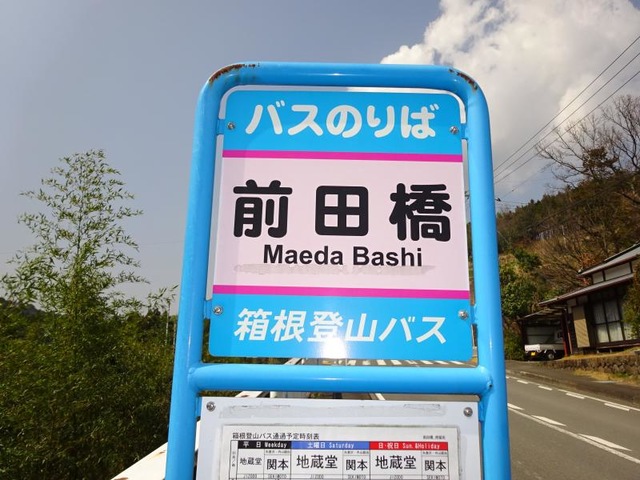 バスのりば
前田橋
Maeda Bashi
箱根登山バス
箱根登山バス通過予定時刻表
平 日 Weekday 土曜日 Saturday 日・祝日 Sun.&Holiday
地蔵堂 関本 地蔵堂 関本 地蔵堂 関本